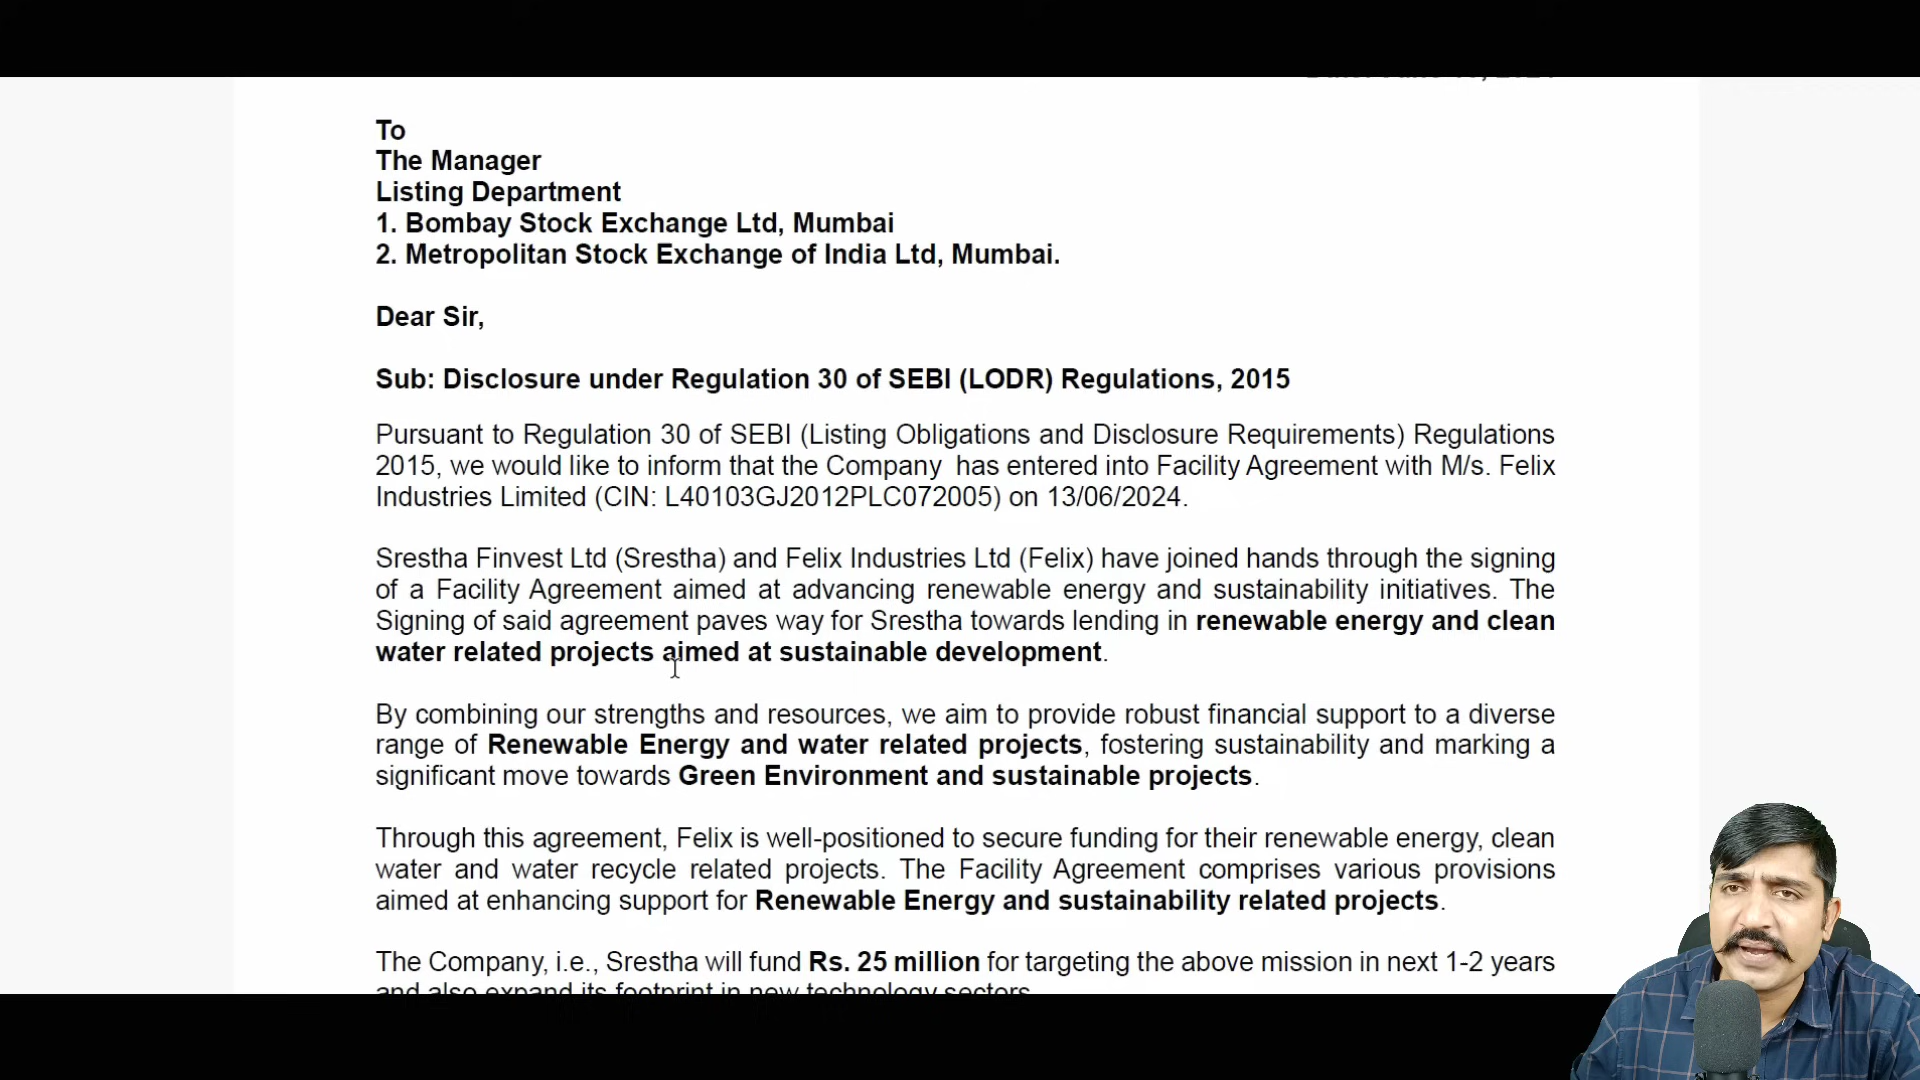 To
The Manager
Listing Department
1. Bombay Stock Exchange Ltd, Mumbai
2. Metropolitan Stock Exchange of India Ltd, Mumbai.
Dear Sir,
Sub: Disclosure under Regulation 30 of SEBI (LODR) Regulations, 2015
Pursuant to Regulation 30 of SEBI (Listing Obligations and Disclosure Requirements) Regulations
2015, we would like to inform that the Company has entered into Facility Agreement with M/s. Felix
Industries Limited (CIN: L40103GJ2012PLC072005) on 13/06/2024.
Srestha Finvest Ltd (Srestha) and Felix Industries Ltd (Felix) have joined hands through the signing
of a Facility Agreement aimed at advancing renewable energy and sustainability initiatives. The
Signing of said agreement paves way for Srestha towards lending in renewable energy and clean
water related projects aimed at sustainable development.
By combining our strengths and resources, we aim to provide robust financial support to a diverse
range of Renewable Energy and water related projects, fostering sustainability and marking a
significant move towards Green Environment and sustainable projects.
Through this agreement, Felix is well-positioned to secure funding for their renewable energy, clean
water and water recycle related projects. The Facility Agreement comprises various provisions
aimed at enhancing support for Renewable Energy and sustainability related projects.
The Company, i.e., Srestha will fund Rs. 25 million for targeting the above mission in next 1-2 years
and also expand its footprint in new technology sectors.